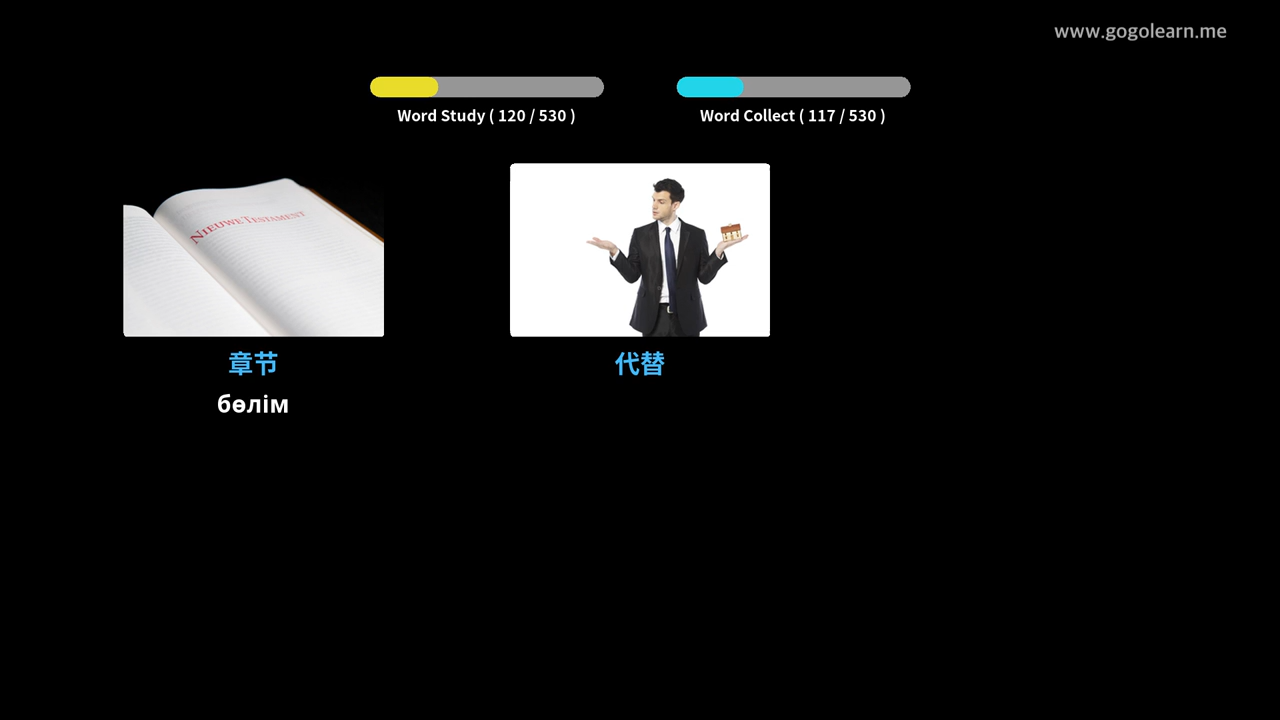 www.gogolearn.me
Word Study ( 120 / 530 )
Word Collect ( 117 / 530 )
NIEUWE TESTAMENT
章节
代替
бөлім